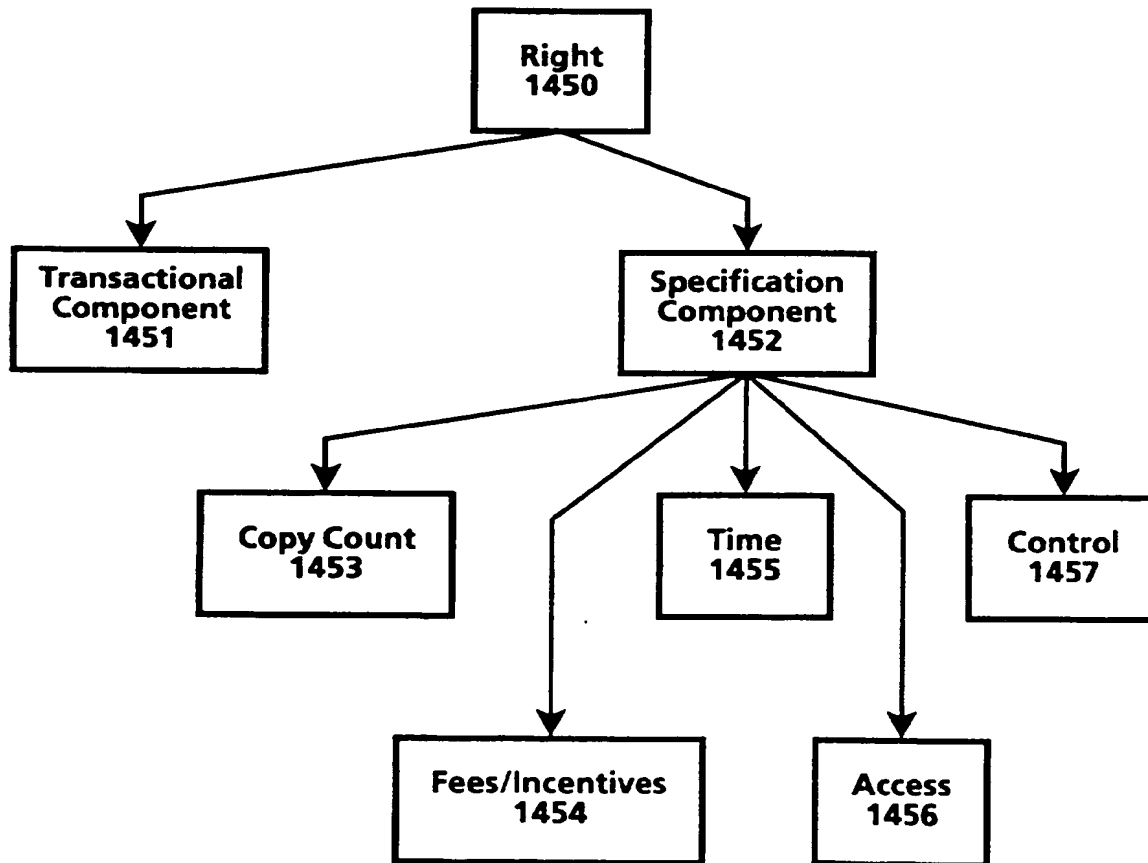 Right
1450
Transactional
Component
1451
Specification
Component
1452
Copy Count
1453
Time
1455
Control
1457
Fees/Incentives
1454
Access
1456